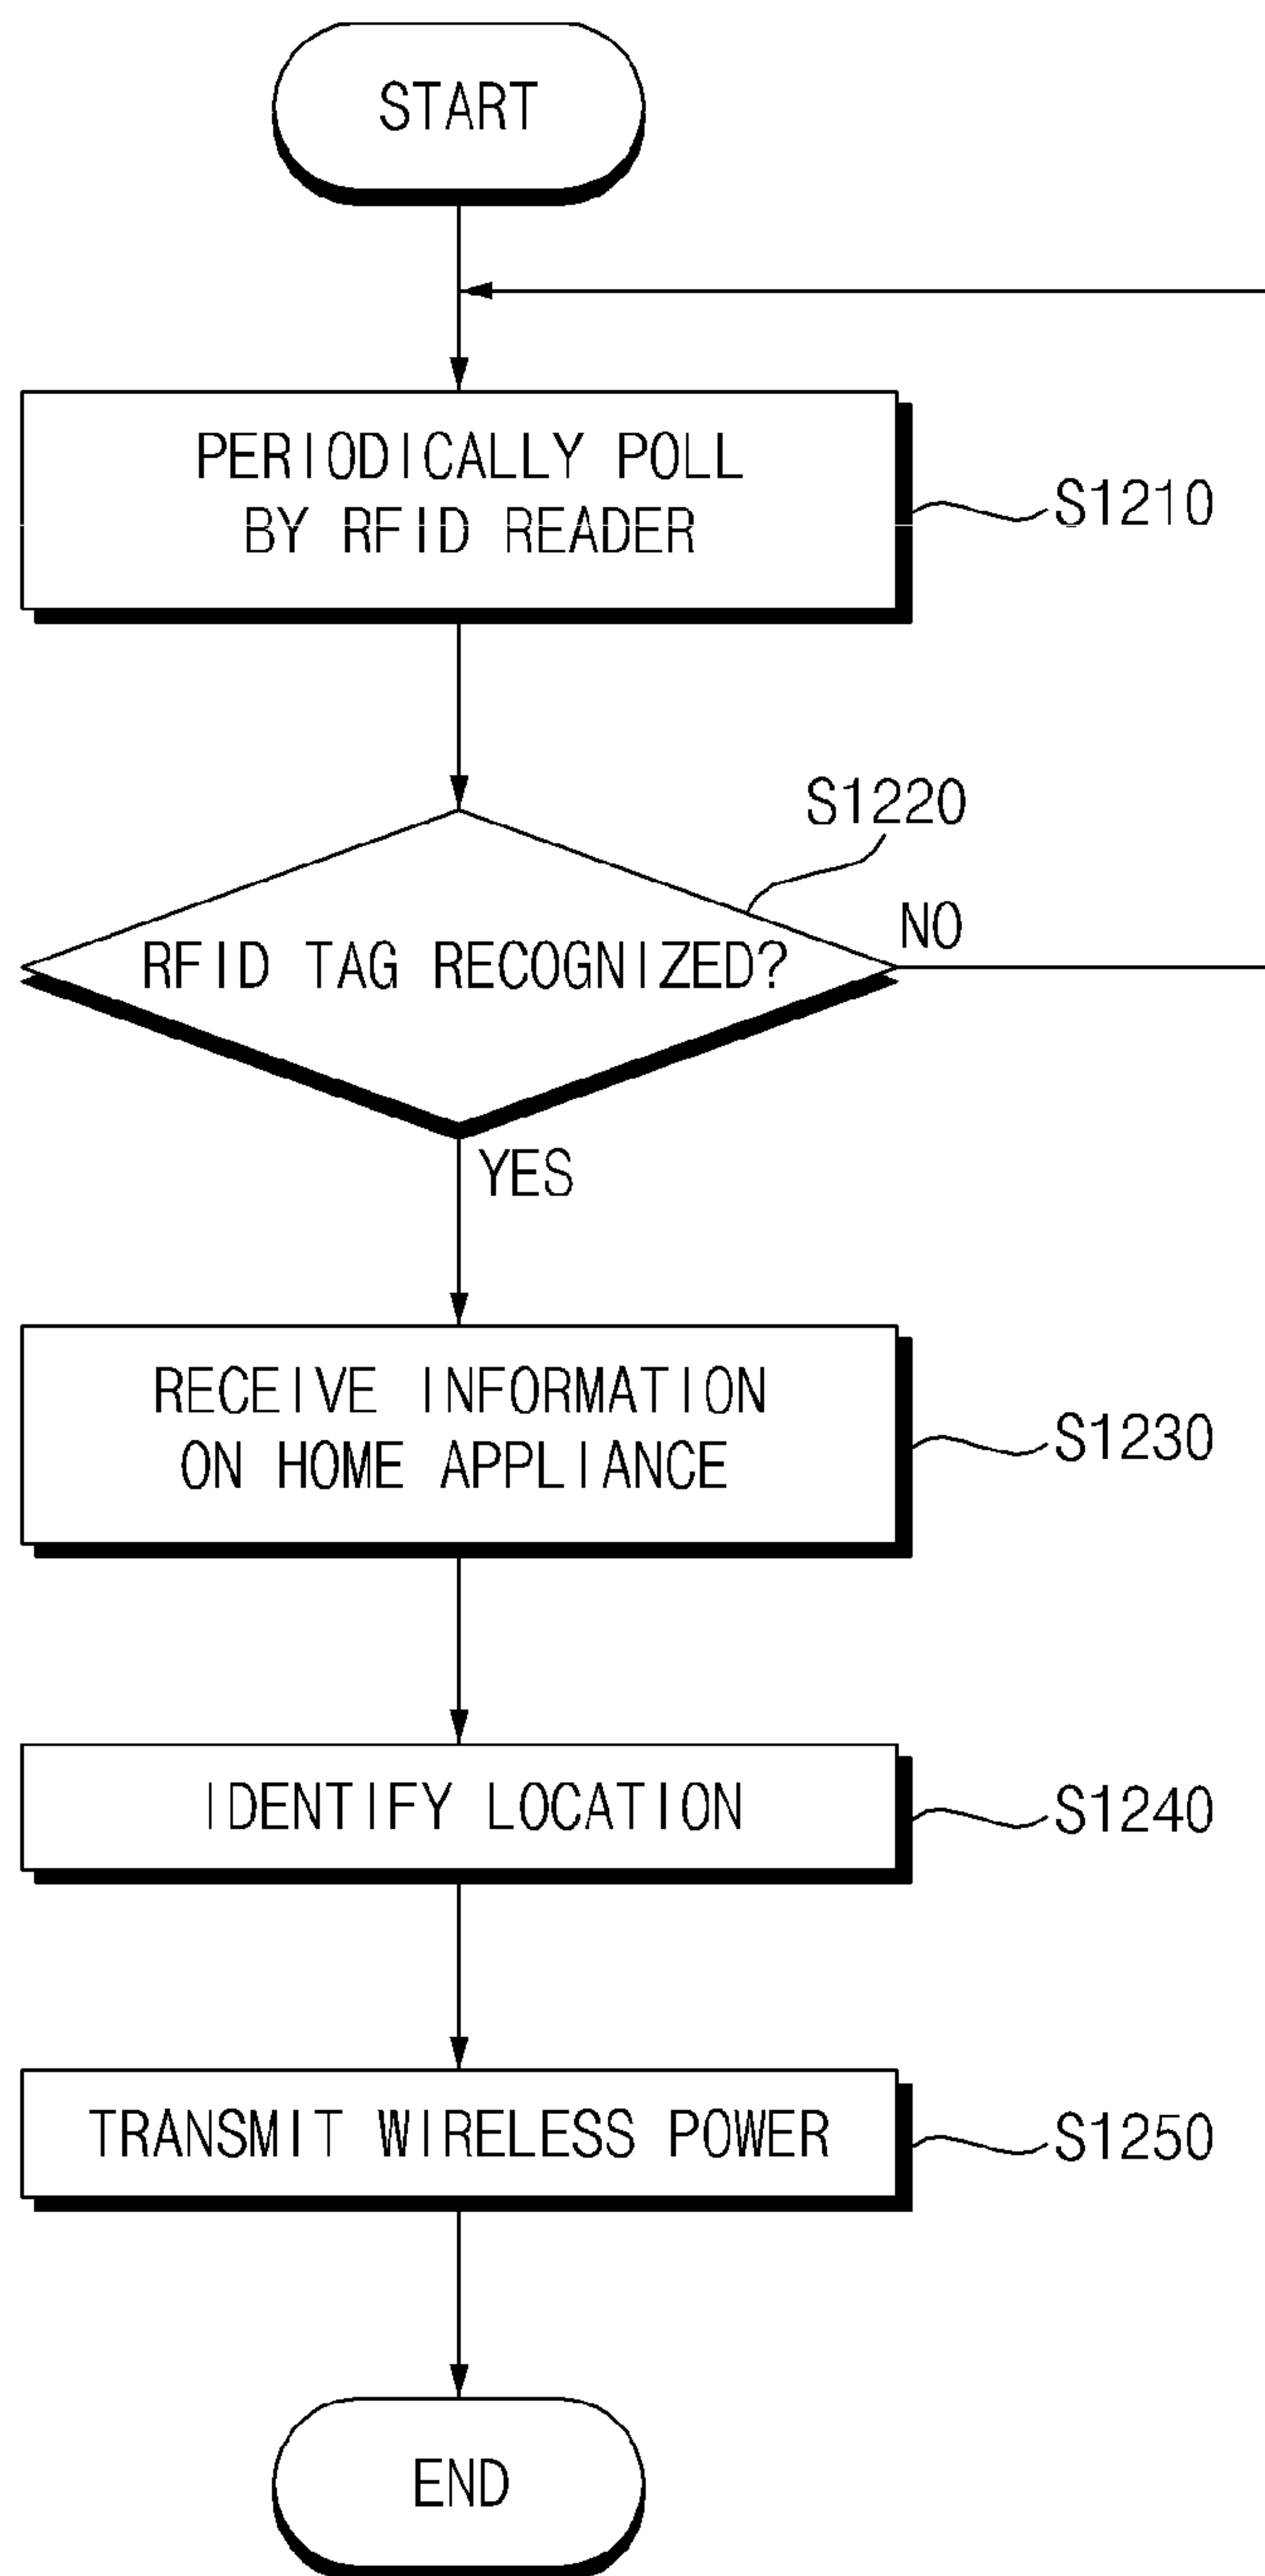 START
PERIODICALLY POLL
BY RFID READER
S1210
S1220
RFID TAG RECOGNIZED?
NO
YES
RECEIVE INFORMATION
ON HOME APPLIANCE
S1230
IDENTIFY LOCATION
S1240
TRANSMIT WIRELESS POWER
S1250
END